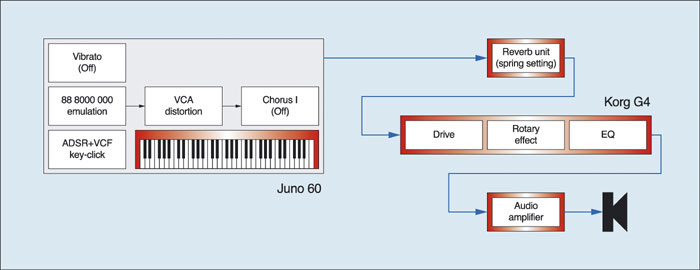 Vibrato
(Off)
88 8000 000
emulation
VCA
distortion
Chorus I
(Off)
ADSR+VCF
key-click
Juno 60
Reverb unit
(spring setting)
Korg G4
Drive
Rotary
effect
EQ
Audio
amplifier